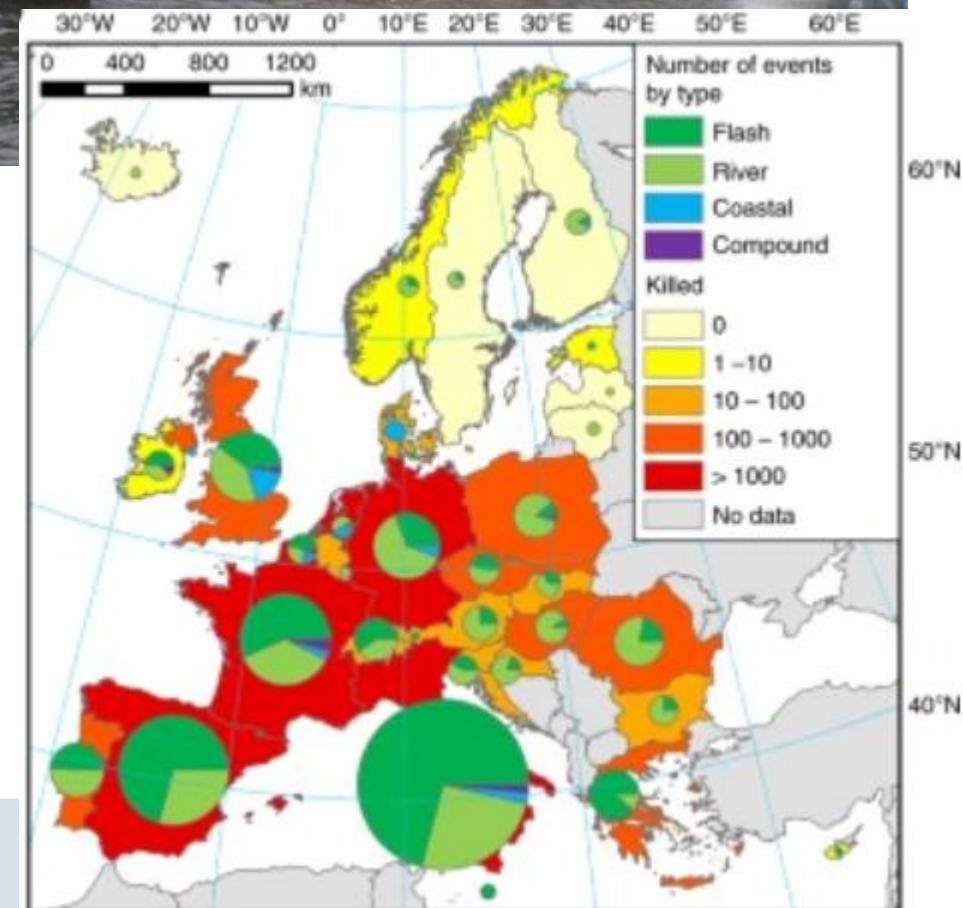 30°W 20°W 10°W 0° 10°E 20°E 30°E 40°E 50°E 60°E
0 400 800 1200
km
Number of events
by type
Flash
River
Coastal
Compound
Killed
0
1 –10
10 – 100
100 – 1000
> 1000
No data
60°N
50°N
40°N